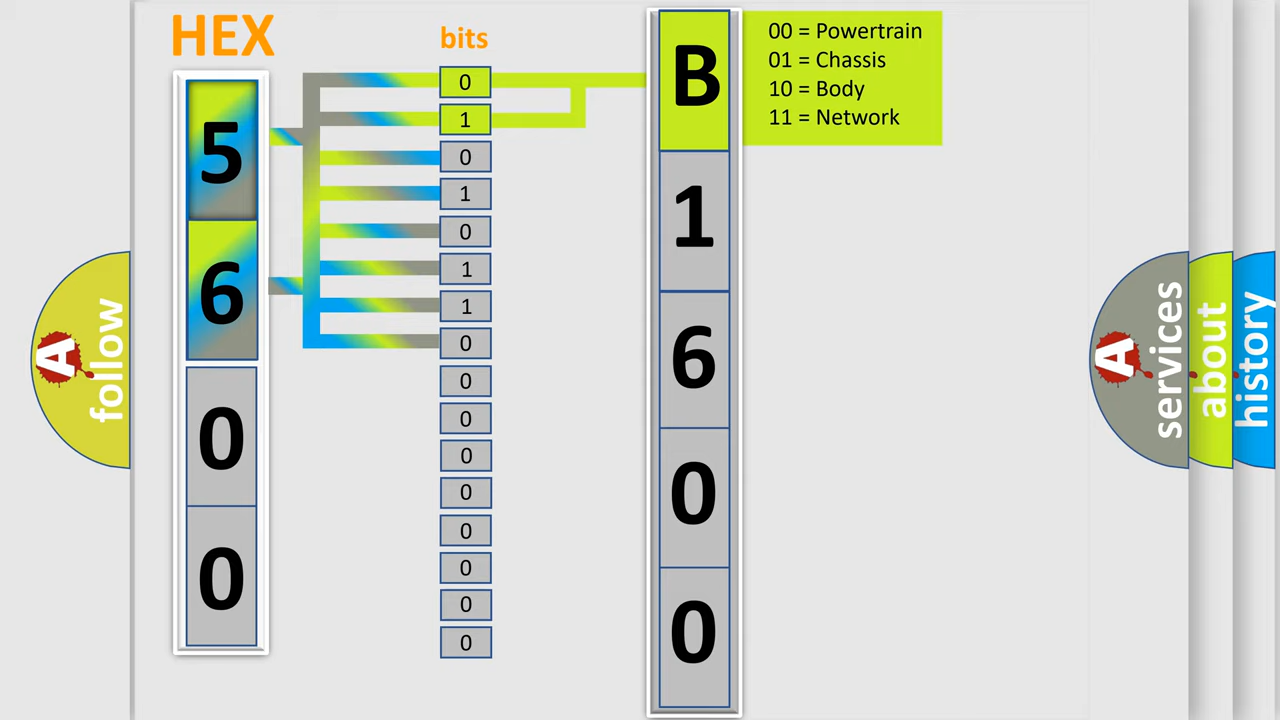 HEX
bits
5
6
0
0
0
1
0
1
0
1
1
0
0
0
0
0
0
0
0
0
B
1
6
0
0
00 = Powertrain
01 = Chassis
10 = Body
11 = Network
A
follow
A
services
about
history